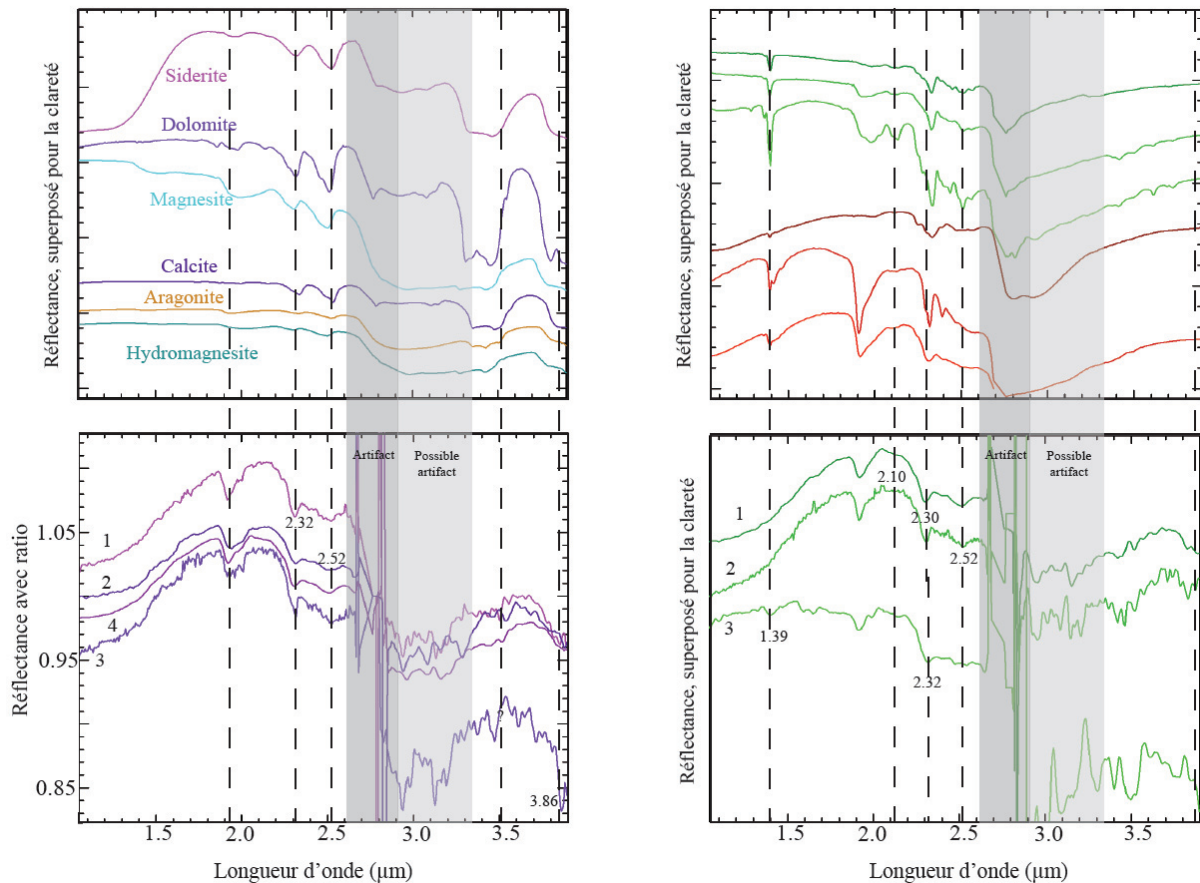 Réflectance, superposé pour la clareté
Siderite
Dolomite
Magnesite
Calcite
Aragonite
Hydromagnesite
Réflectance, superposé pour la clareté
Réflectance avec ratio
1.05
1.00
0.95
0.90
0.85
Artifact
Possible
artifact
2.32
2.52
1
2
4
3
?
3.86
1.5
2.0
2.5
3.0
3.5
Longueur d'onde (µm)
Réflectance, superposé pour la clareté
Artifact
Possible
artifact
2.10
2.30
2.52
1
2
3
1.39
2.32
1.5
2.0
2.5
3.0
3.5
Longueur d'onde (µm)